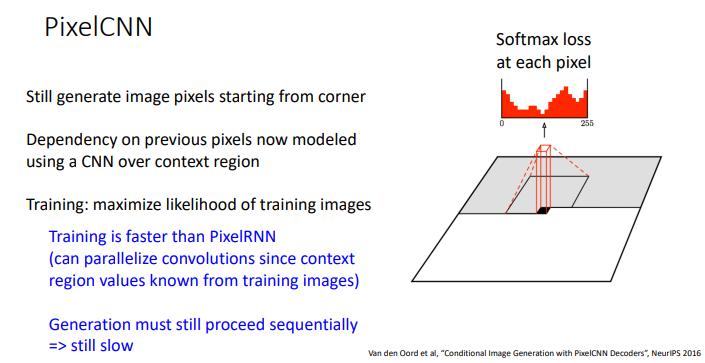 PixelCNN
Softmax loss
at each pixel
0
255
Still generate image pixels starting from corner
Dependency on previous pixels now modeled
using a CNN over context region
Training: maximize likelihood of training images
Training is faster than PixelRNN
(can parallelize convolutions since context
region values known from training images)
Generation must still proceed sequentially
=> still slow
Van den Oord et al, “Conditional Image Generation with PixelCNN Decoders”, NeurIPS 2016